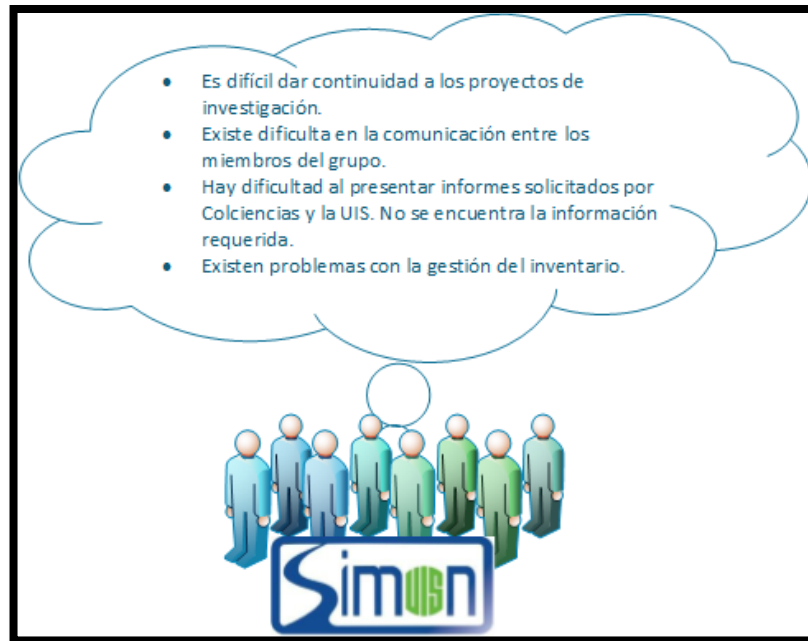 • Es difícil dar continuidad a los proyectos de
investigación.
• Existe dificulta en la comunicación entre los
miembros del grupo.
• Hay dificultad al presentar informes solicitados por
Colciencias y la UIS. No se encuentra la información
requerida.
• Existen problemas con la gestión del inventario.
Simon
UIS